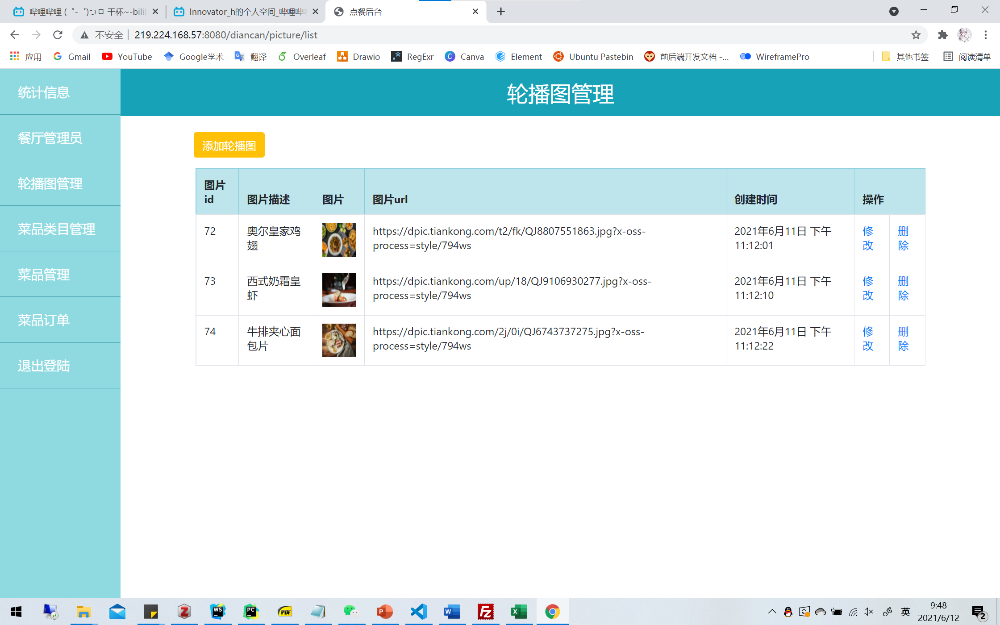 哔哩哔哩 (゜-゜)つロ 干杯~-bili
Innovator_h的个人空间_哔哩哔哩
点餐后台
不安全
219.224.168.57:8080/diancan/picture/list
应用
Gmail
YouTube
Google学术
翻译
Overleaf
Drawio
RegExr
Canva
Element
Ubuntu Pastebin
前后端开发文档 -...
WireframePro
其他书签
阅读清单
统计信息
餐厅管理员
轮播图管理
菜品类目管理
菜品管理
菜品订单
退出登陆
轮播图管理
添加轮播图
图片
id
图片描述
图片
图片url
创建时间
操作
72
奥尔皇家鸡
翅
https://dpic.tiankong.com/t2/fk/QJ8807551863.jpg?x-oss-
process=style/794ws
2021年6月11日 下午
11:12:01
修
改
删
除
73
西式奶霜皇
虾
https://dpic.tiankong.com/up/18/QJ9106930277.jpg?x-oss-
process=style/794ws
2021年6月11日 下午
11:12:10
修
改
删
除
74
牛排夹心面
包片
https://dpic.tiankong.com/2j/0i/QJ6743737275.jpg?x-oss-
process=style/794ws
2021年6月11日 下午
11:12:22
修
改
删
除
WS
PC
PDF
英
9:48
2021/6/12
2